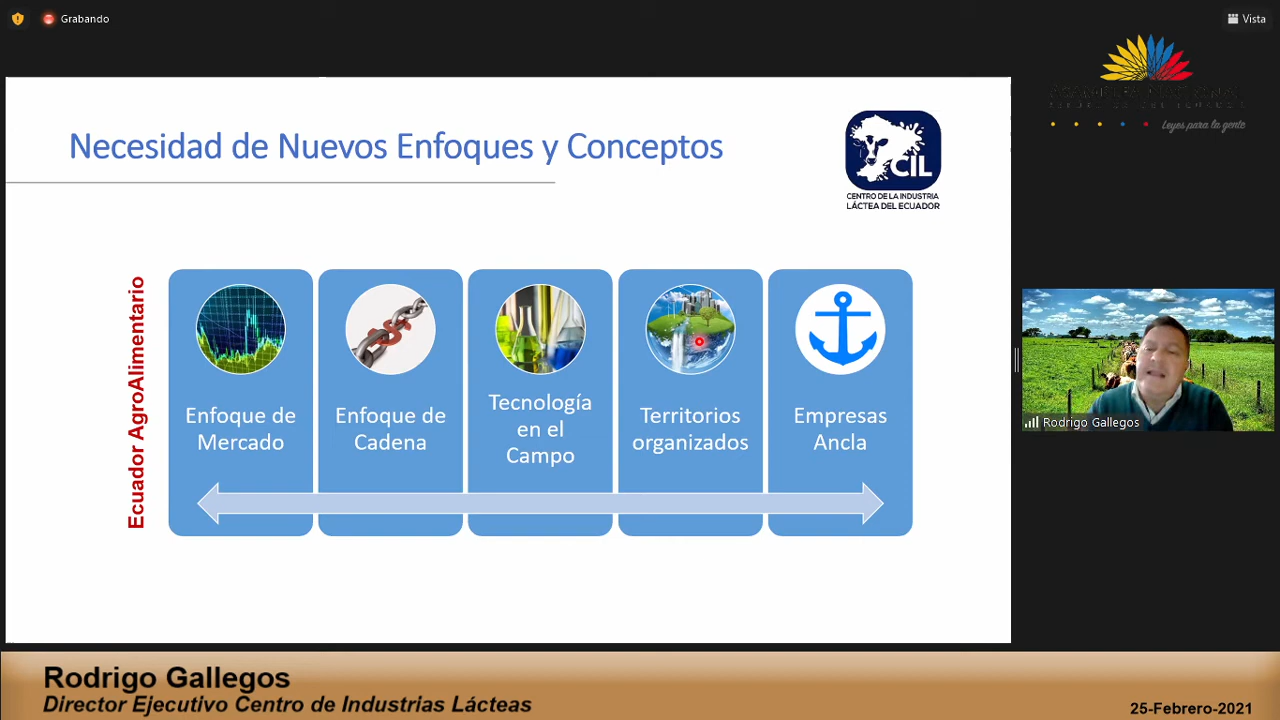 Grabando
Vista
Leyes para la gente
Necesidad de Nuevos Enfoques y Conceptos
CIL
CENTRO DE LA INDUSTRIA
LÁCTEA DEL ECUADOR
Ecuador AgroAlimentario
Enfoque de
Mercado
Enfoque de
Cadena
Tecnología
en el
Campo
Territorios
organizados
Empresas
Ancla
Rodrigo Gallegos
Rodrigo Gallegos
Director Ejecutivo Centro de Industrias Lácteas
25-Febrero-2021